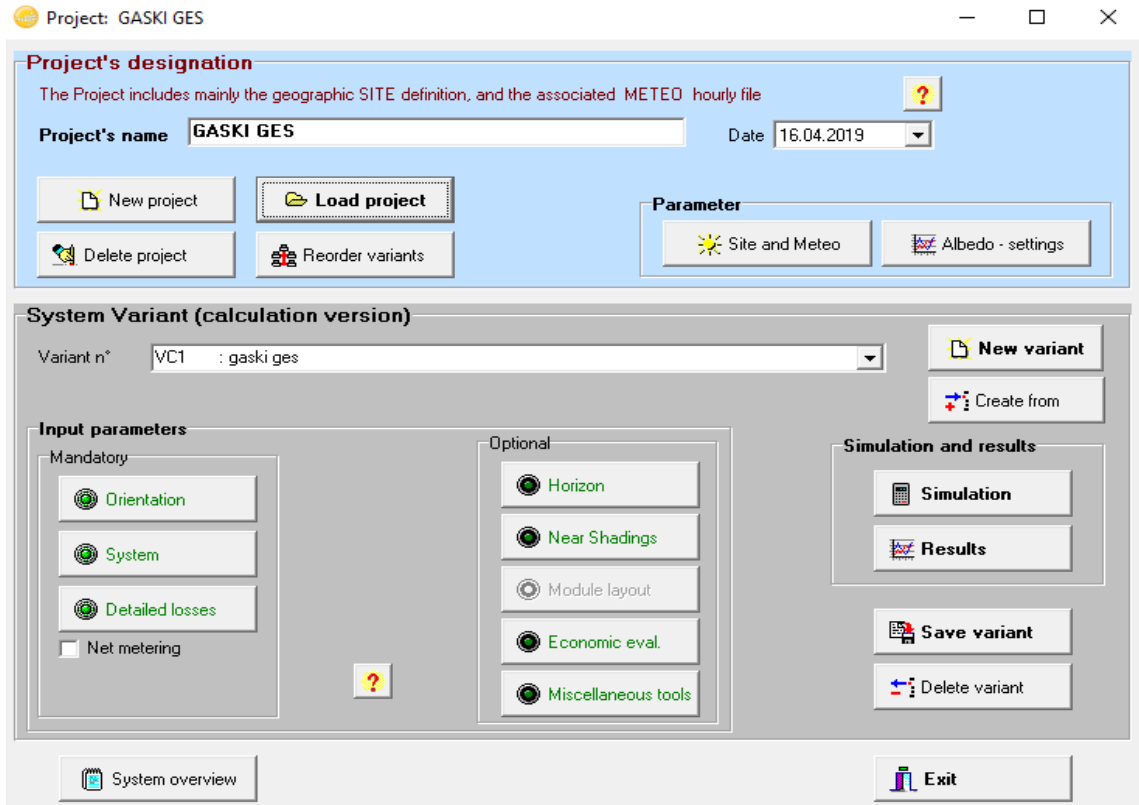 Project: GASKI GES
Project's designation
The Project includes mainly the geographic SITE definition, and the associated METEO hourly file
?
Project's name GASKI GES Date 16.04.2019
New project Load project
Parameter
Site and Meteo Albedo - settings
Delete project Reorder variants
System Variant (calculation version)
Variant n° VC1 : gaski ges
New variant
Create from
Input parameters
Mandatory
Orientation
System
Detailed losses
Net metering
?
Optional
Horizon
Near Shadings
Module layout
Economic eval.
Miscellaneous tools
Simulation and results
Simulation
Results
Save variant
Delete variant
System overview
Exit